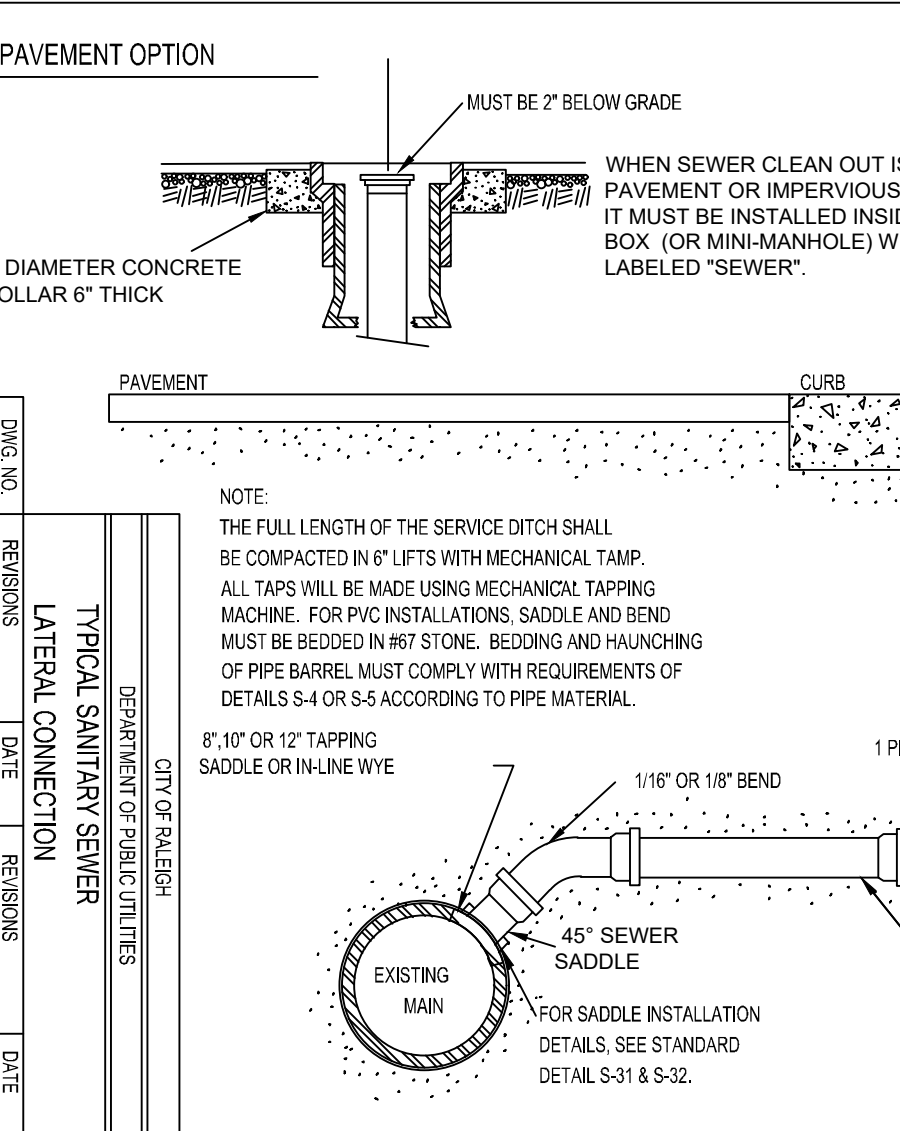 PAVEMENT OPTION
MUST BE 2" BELOW GRADE
WHEN SEWER CLEAN OUT
PAVEMENT OR IMPERVIOUS
IT MUST BE INSTALLED
BOX (OR MINI-MANHOLE)
LABELED "SEWER".
DIAMETER CONCRETE
6" THICK
PAVEMENT
CURB
NOTE:
THE FULL LENGTH OF THE SERVICE DITCH SHALL
BE COMPACTED IN 6" LIFTS WITH MECHANICAL TAMP.
ALL TAPS WILL BE MADE USING MECHANICAL TAPPING
MACHINE. FOR PVC INSTALLATIONS, SADDLE AND BEND
MUST BE BEDDED IN #67 STONE. BEDDING AND HAUNCHING
OF PIPE BARREL MUST COMPLY WITH REQUIREMENTS OF
DETAILS S-4 OR S-5 ACCORDING TO PIPE MATERIAL.
8",10" OR 12" TAPPING
SADDLE OR IN-LINE WYE
1/16" OR 1/8" BEND
1
45° SEWER
SADDLE
EXISTING
MAIN
FOR SADDLE INSTALLATION
DETAILS, SEE STANDARD
DETAIL S-31 & S-32.
CITY OF RALEIGH
DEPARTMENT OF PUBLIC UTILITIES
TYPICAL SANITARY SEWER
LATERAL CONNECTION
DWG. NO.
REVISIONS
DATE
REVISIONS
DATE